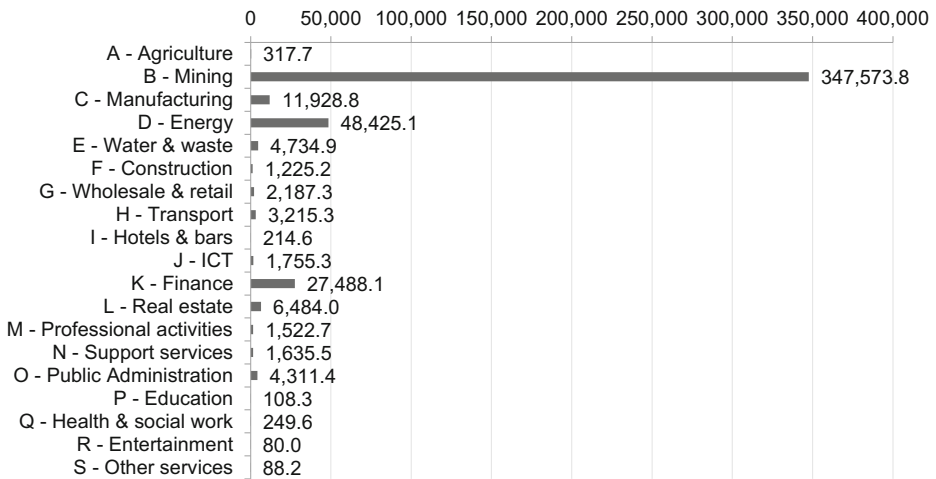 0 50,000 100,000 150,000 200,000 250,000 300,000 350,000 400,000
A - Agriculture 317.7
B - Mining 347,573.8
C - Manufacturing 11,928.8
D - Energy 48,425.1
E - Water & waste 4,734.9
F - Construction 1,225.2
G - Wholesale & retail 2,187.3
H - Transport 3,215.3
I - Hotels & bars 214.6
J - ICT 1,755.3
K - Finance 27,488.1
L - Real estate 6,484.0
M - Professional activities 1,522.7
N - Support services 1,635.5
O - Public Administration 4,311.4
P - Education 108.3
Q - Health & social work 249.6
R - Entertainment 80.0
S - Other services 88.2